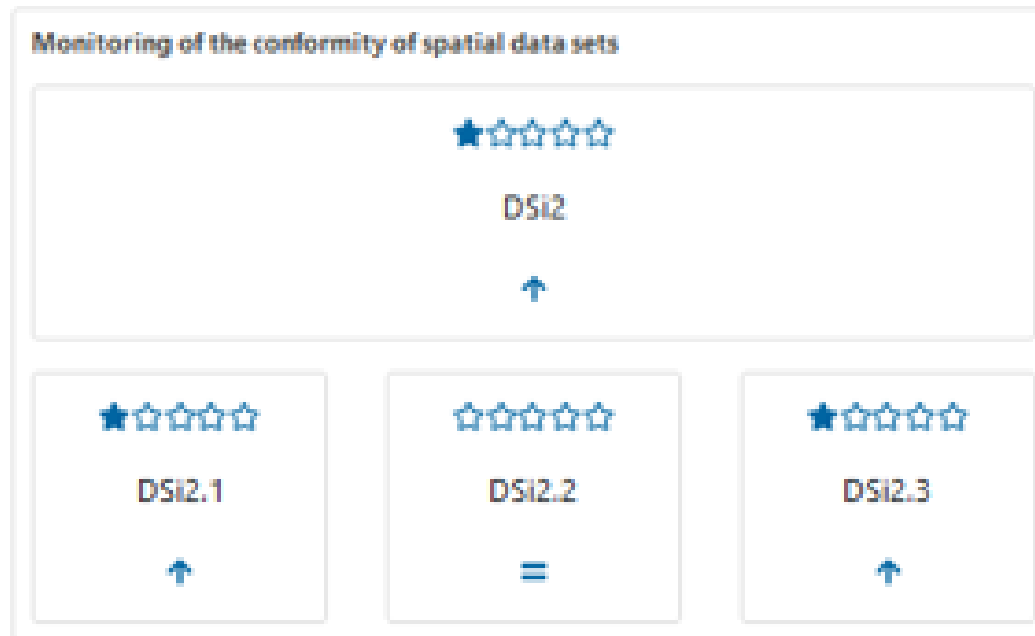 Monitoring of the conformity of spatial data sets
DSi2
DSi2.1
DSi2.2
DSi2.3